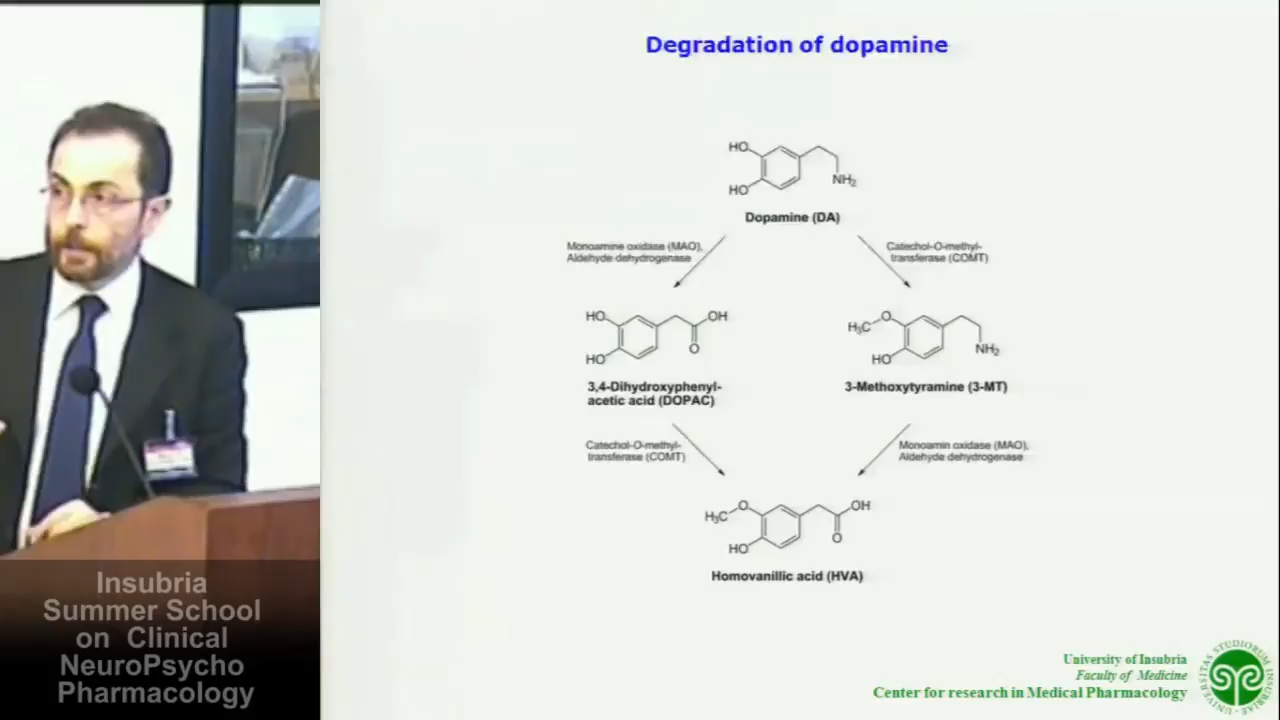 Degradation of dopamine
HO
HO
NH2
Dopamine (DA)
Monoamine oxidase (MAO),
Aldehyde dehydrogenase
Catechol-O-methyl-
transferase (COMT)
HO
HO
OH
O
3,4-Dihydroxyphenyl-
acetic acid (DOPAC)
H3C
O
HO
NH2
3-Methoxytyramine (3-MT)
Catechol-O-methyl-
transferase (COMT)
Monoamin oxidase (MAO),
Aldehyde dehydrogenase
H3C
O
HO
OH
O
Homovanillic acid (HVA)
Insubria
Summer School
on Clinical
NeuroPsycho
Pharmacology
University of Insubria
Faculty of Medicine
Center for research in Medical Pharmacology